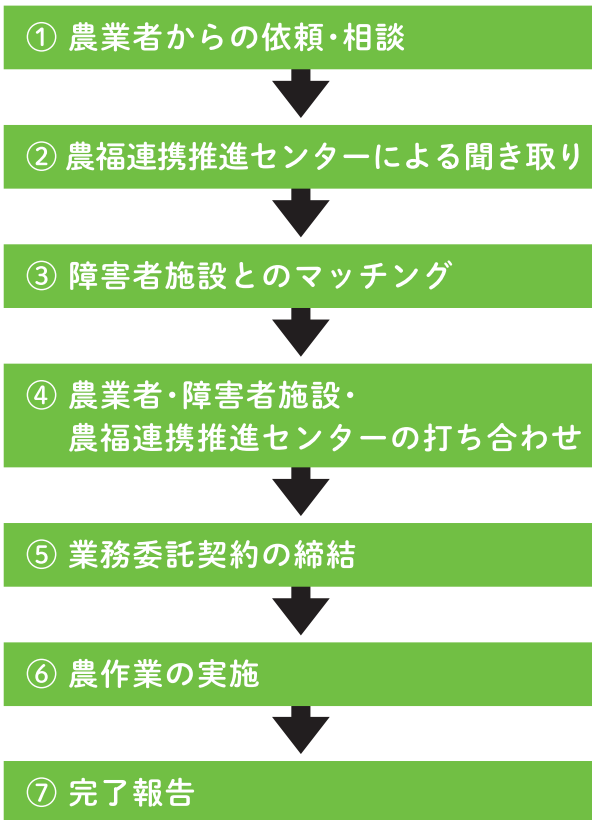 ① 農業者からの依頼･相談
② 農福連携推進センターによる聞き取り
③ 障害者施設とのマッチング
④ 農業者･障害者施設･
農福連携推進センターの打ち合わせ
⑤ 業務委託契約の締結
⑥ 農作業の実施
⑦ 完了報告